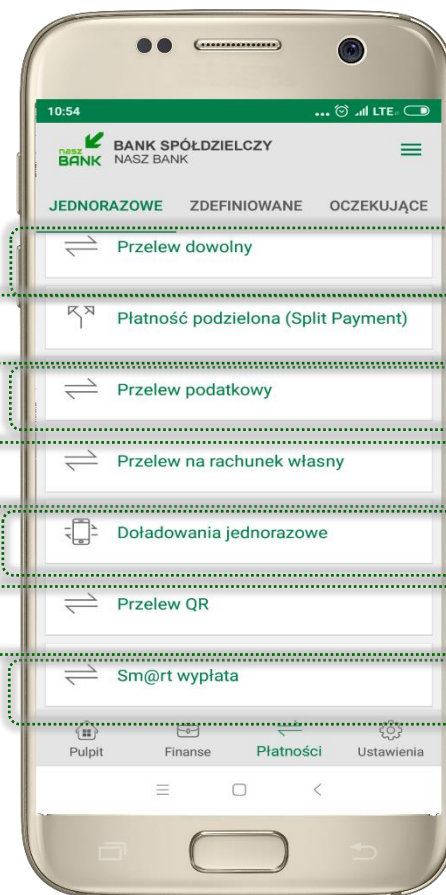 10:54
... LTE
nasz BANK
BANK SPÓŁDZIELCZY
NASZ BANK
JEDNORAZOWE ZDEFINIOWANE OCZEKUJĄCE
Przelew dowolny
Płatność podzielona (Split Payment)
Przelew podatkowy
Przelew na rachunek własny
Doładowania jednorazowe
Przelew QR
Sm@rt wypłata
Pulpit Finanse Płatności Ustawienia